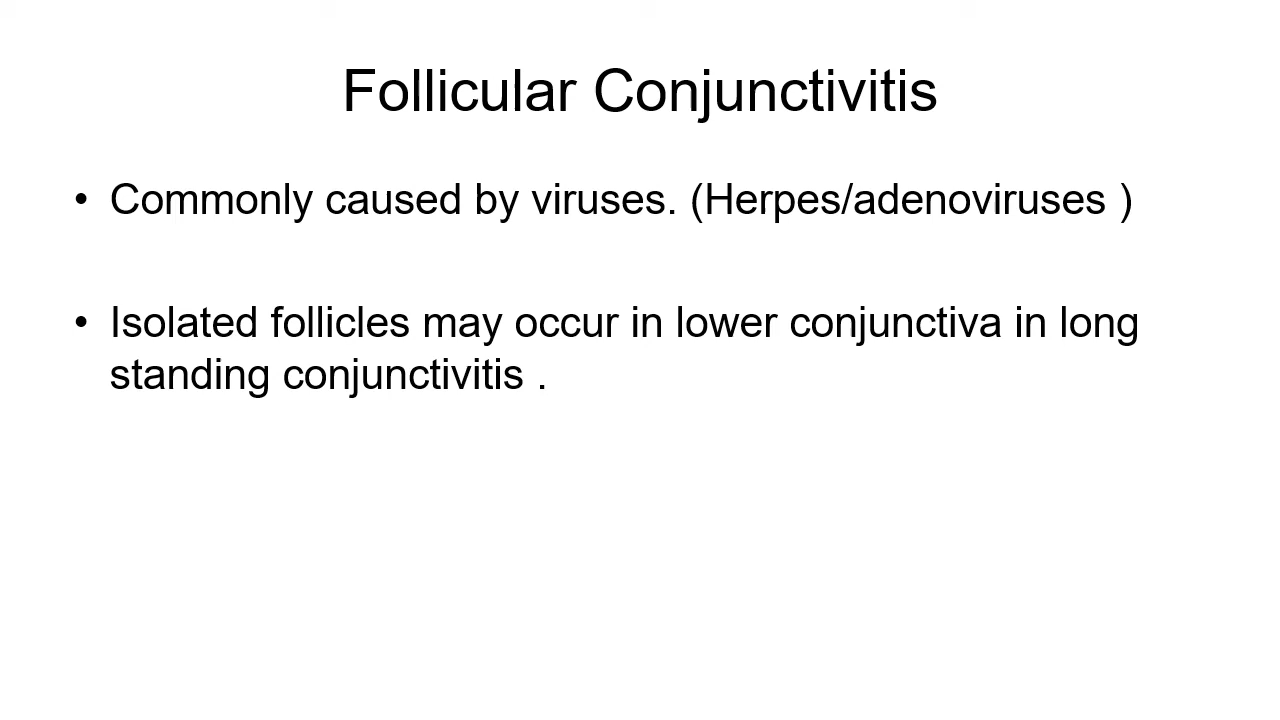 Follicular Conjunctivitis
• Commonly caused by viruses. (Herpes/adenoviruses )
• Isolated follicles may occur in lower conjunctiva in long
standing conjunctivitis .